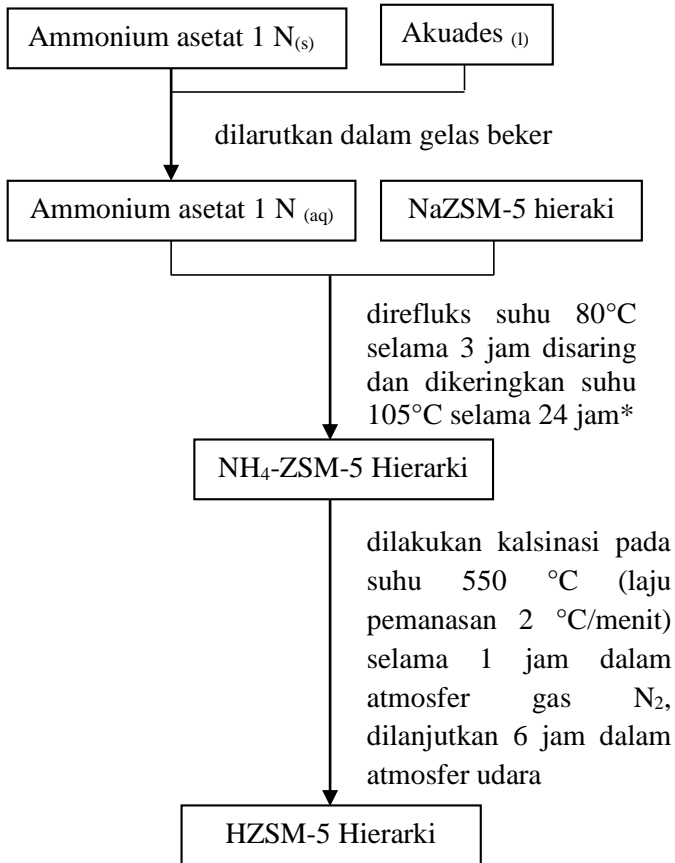 Ammonium asetat 1 N(s)
Akuades (l)
dilarutkan dalam gelas beker
Ammonium asetat 1 N (aq)
NaZSM-5 hieraki
direfluks suhu 80°C
selama 3 jam disaring
dan dikeringkan suhu
105°C selama 24 jam*
NH4-ZSM-5 Hierarki
dilakukan kalsinasi pada
suhu 550 °C (laju
pemanasan 2 °C/menit)
selama 1 jam dalam
atmosfer gas N2,
dilanjutkan 6 jam dalam
atmosfer udara
HZSM-5 Hierarki